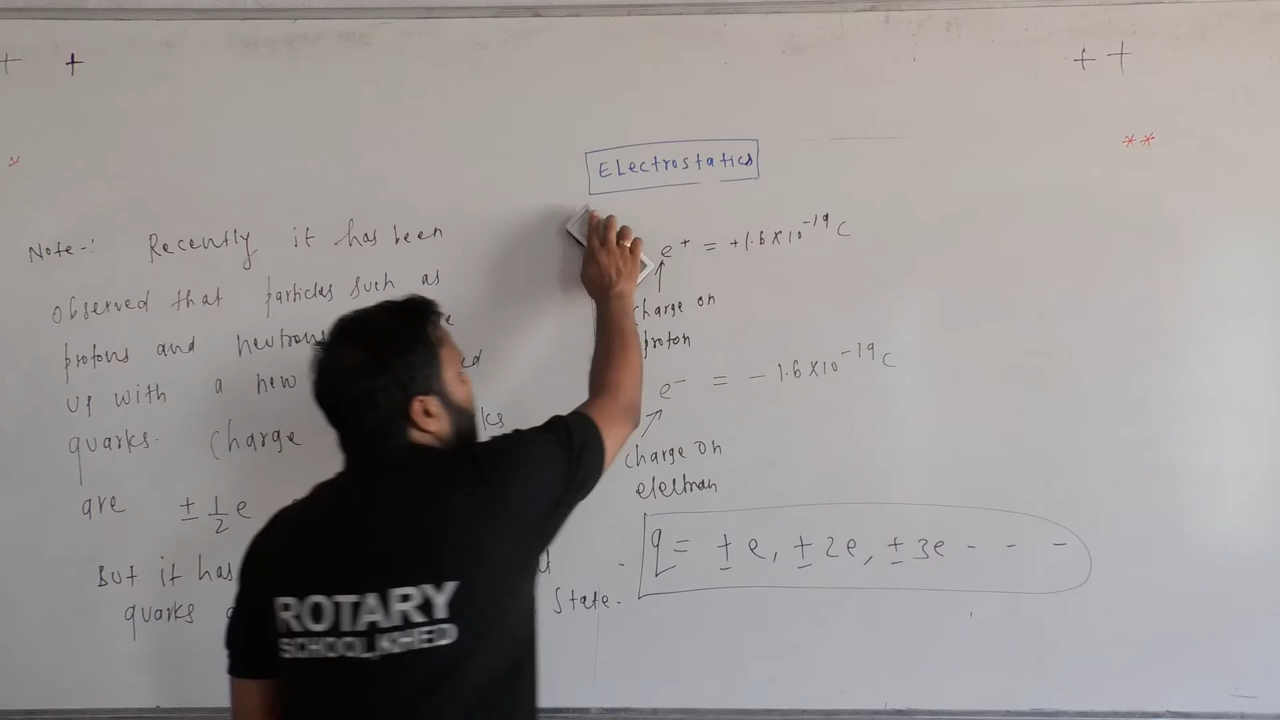 + +
+ +
**
Electrostatics
Note-: Recently it has been
observed that particles such as
protons and neutrons
up with a new
quarks. Charge
are ± 1/2 e
But it has
quarks
State.
e⁺ = +1.6×10⁻¹⁹ C
charge on
proton
e⁻ = -1.6×10⁻¹⁹ C
charge on
electron
q = ±e, ±2e, ±3e - - -
ROTARY
SCHOOL, KHED